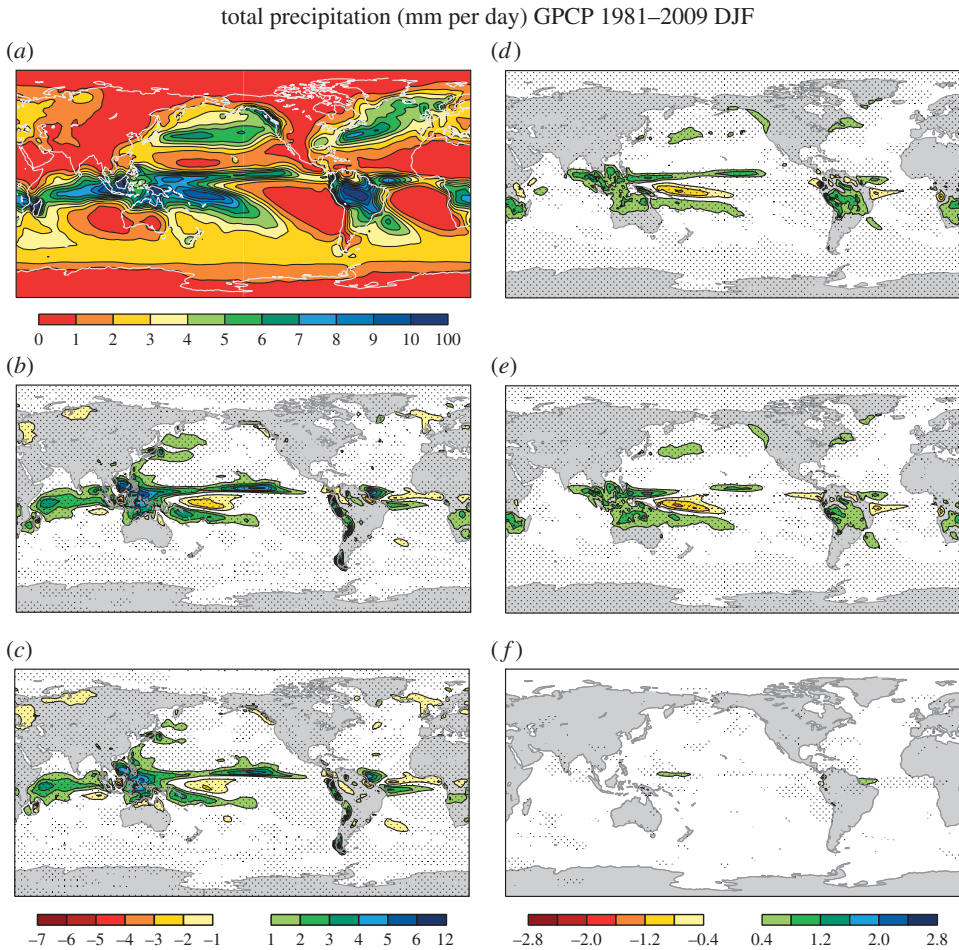 total precipitation (mm per day) GPCP 1981–2009 DJF
(a)
0 1 2 3 4 5 6 7 8 9 10 100
(b)
(c)
–7 –6 –5 –4 –3 –2 –1 1 2 3 4 5 6 12
(d)
(e)
(f)
–2.8 –2.0 –1.2 –0.4 0.4 1.2 2.0 2.8